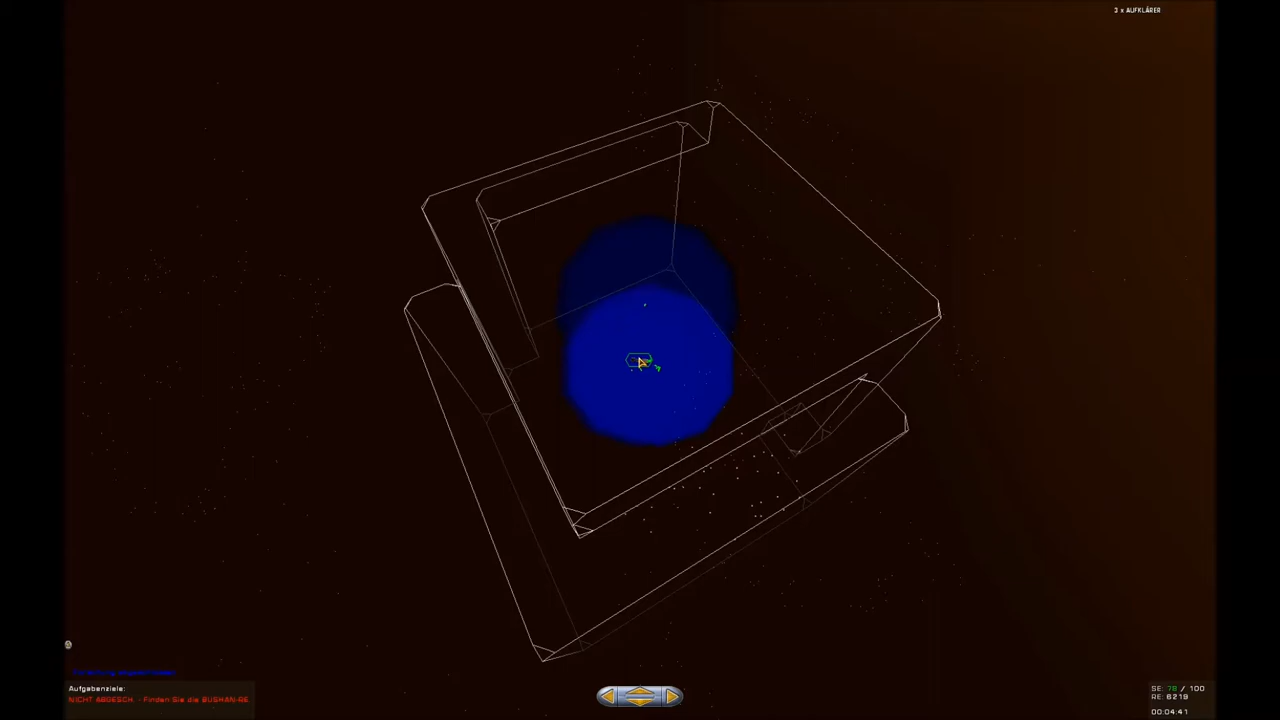 3 x AUFKLÄRER
Aufgabenziele:
NICHT ABGESCH. - Finden Sie die BUSHAN-RE
SE: 78 / 100
RE: 6219
00:04:41